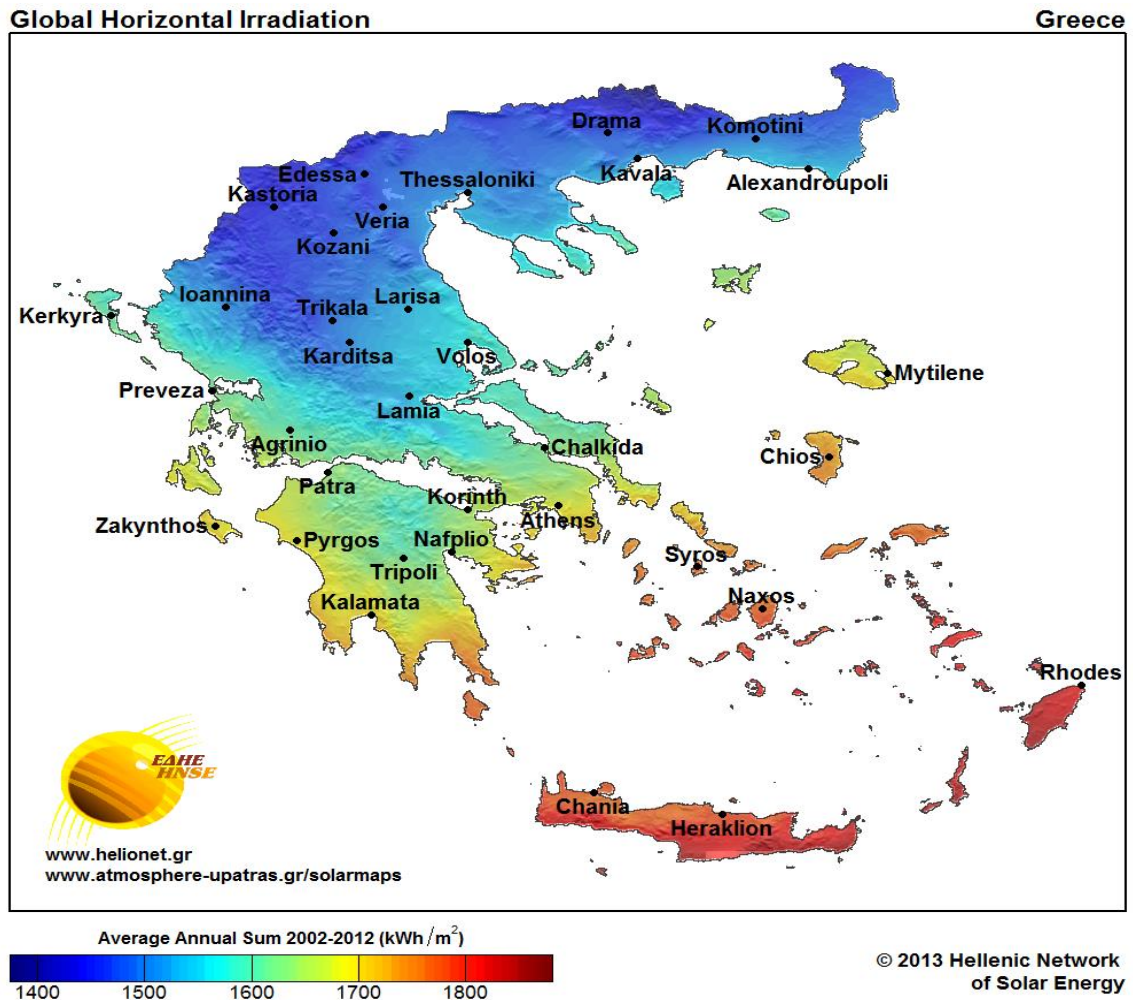 Global Horizontal Irradiation
Greece
Drama
Komotini
Edessa
Thessaloniki
Kavala
Alexandroupoli
Kastoria
Veria
Kozani
Ioannina
Larisa
Trikala
Kerkyra
Karditsa
Volos
Mytilene
Preveza
Lamia
Agrinio
Chalkida
Chios
Patra
Korinth
Athens
Zakynthos
Pyrgos
Nafplio
Syros
Tripoli
Naxos
Kalamata
Rhodes
ΕΔΗΕ
HNSE
Chania
Heraklion
www.helionet.gr
www.atmosphere-upatras.gr/solarmaps
Average Annual Sum 2002-2012 (kWh/m²)
1400 1500 1600 1700 1800
© 2013 Hellenic Network
of Solar Energy